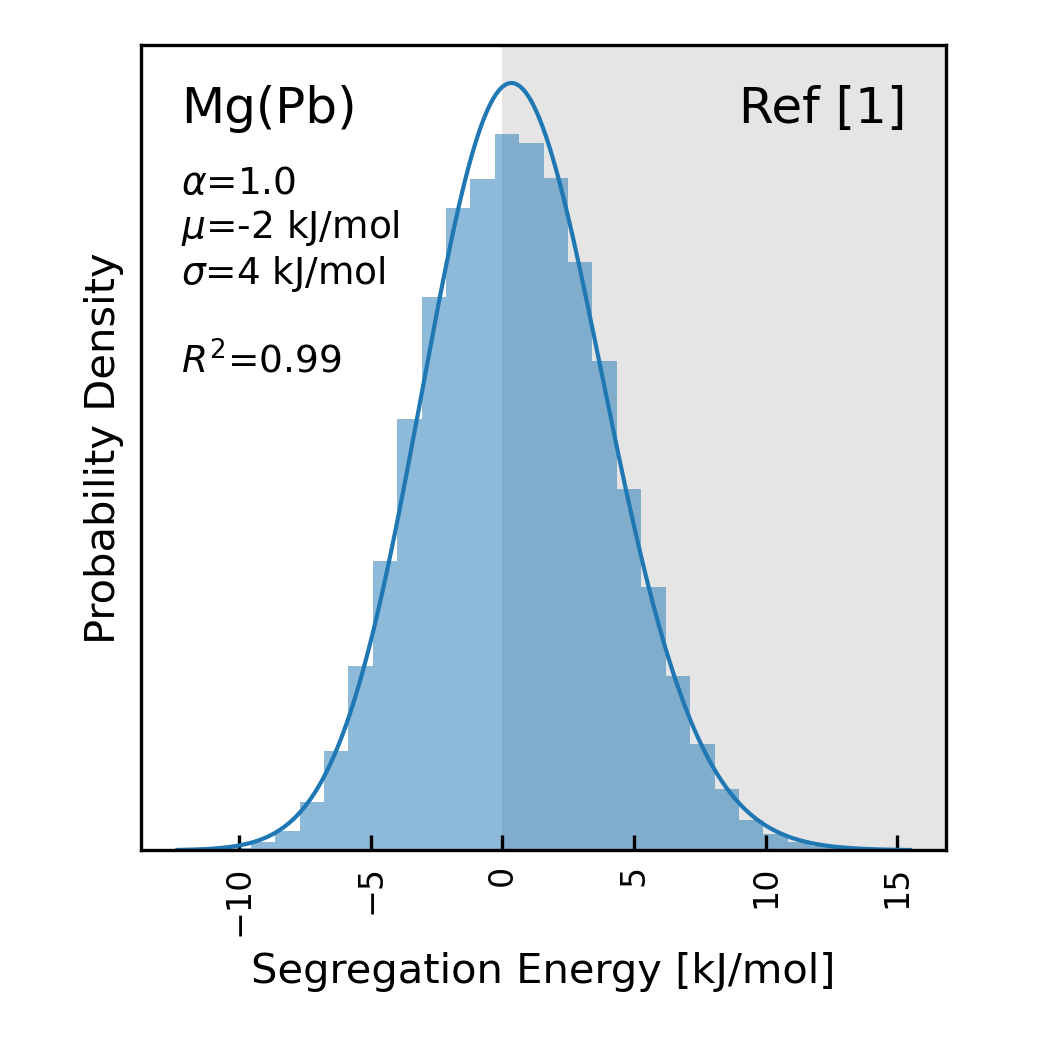 Mg(Pb)
Ref [1]
α=1.0
μ=-2 kJ/mol
σ=4 kJ/mol
R²=0.99
Probability Density
−10
−5
0
5
10
15
Segregation Energy [kJ/mol]